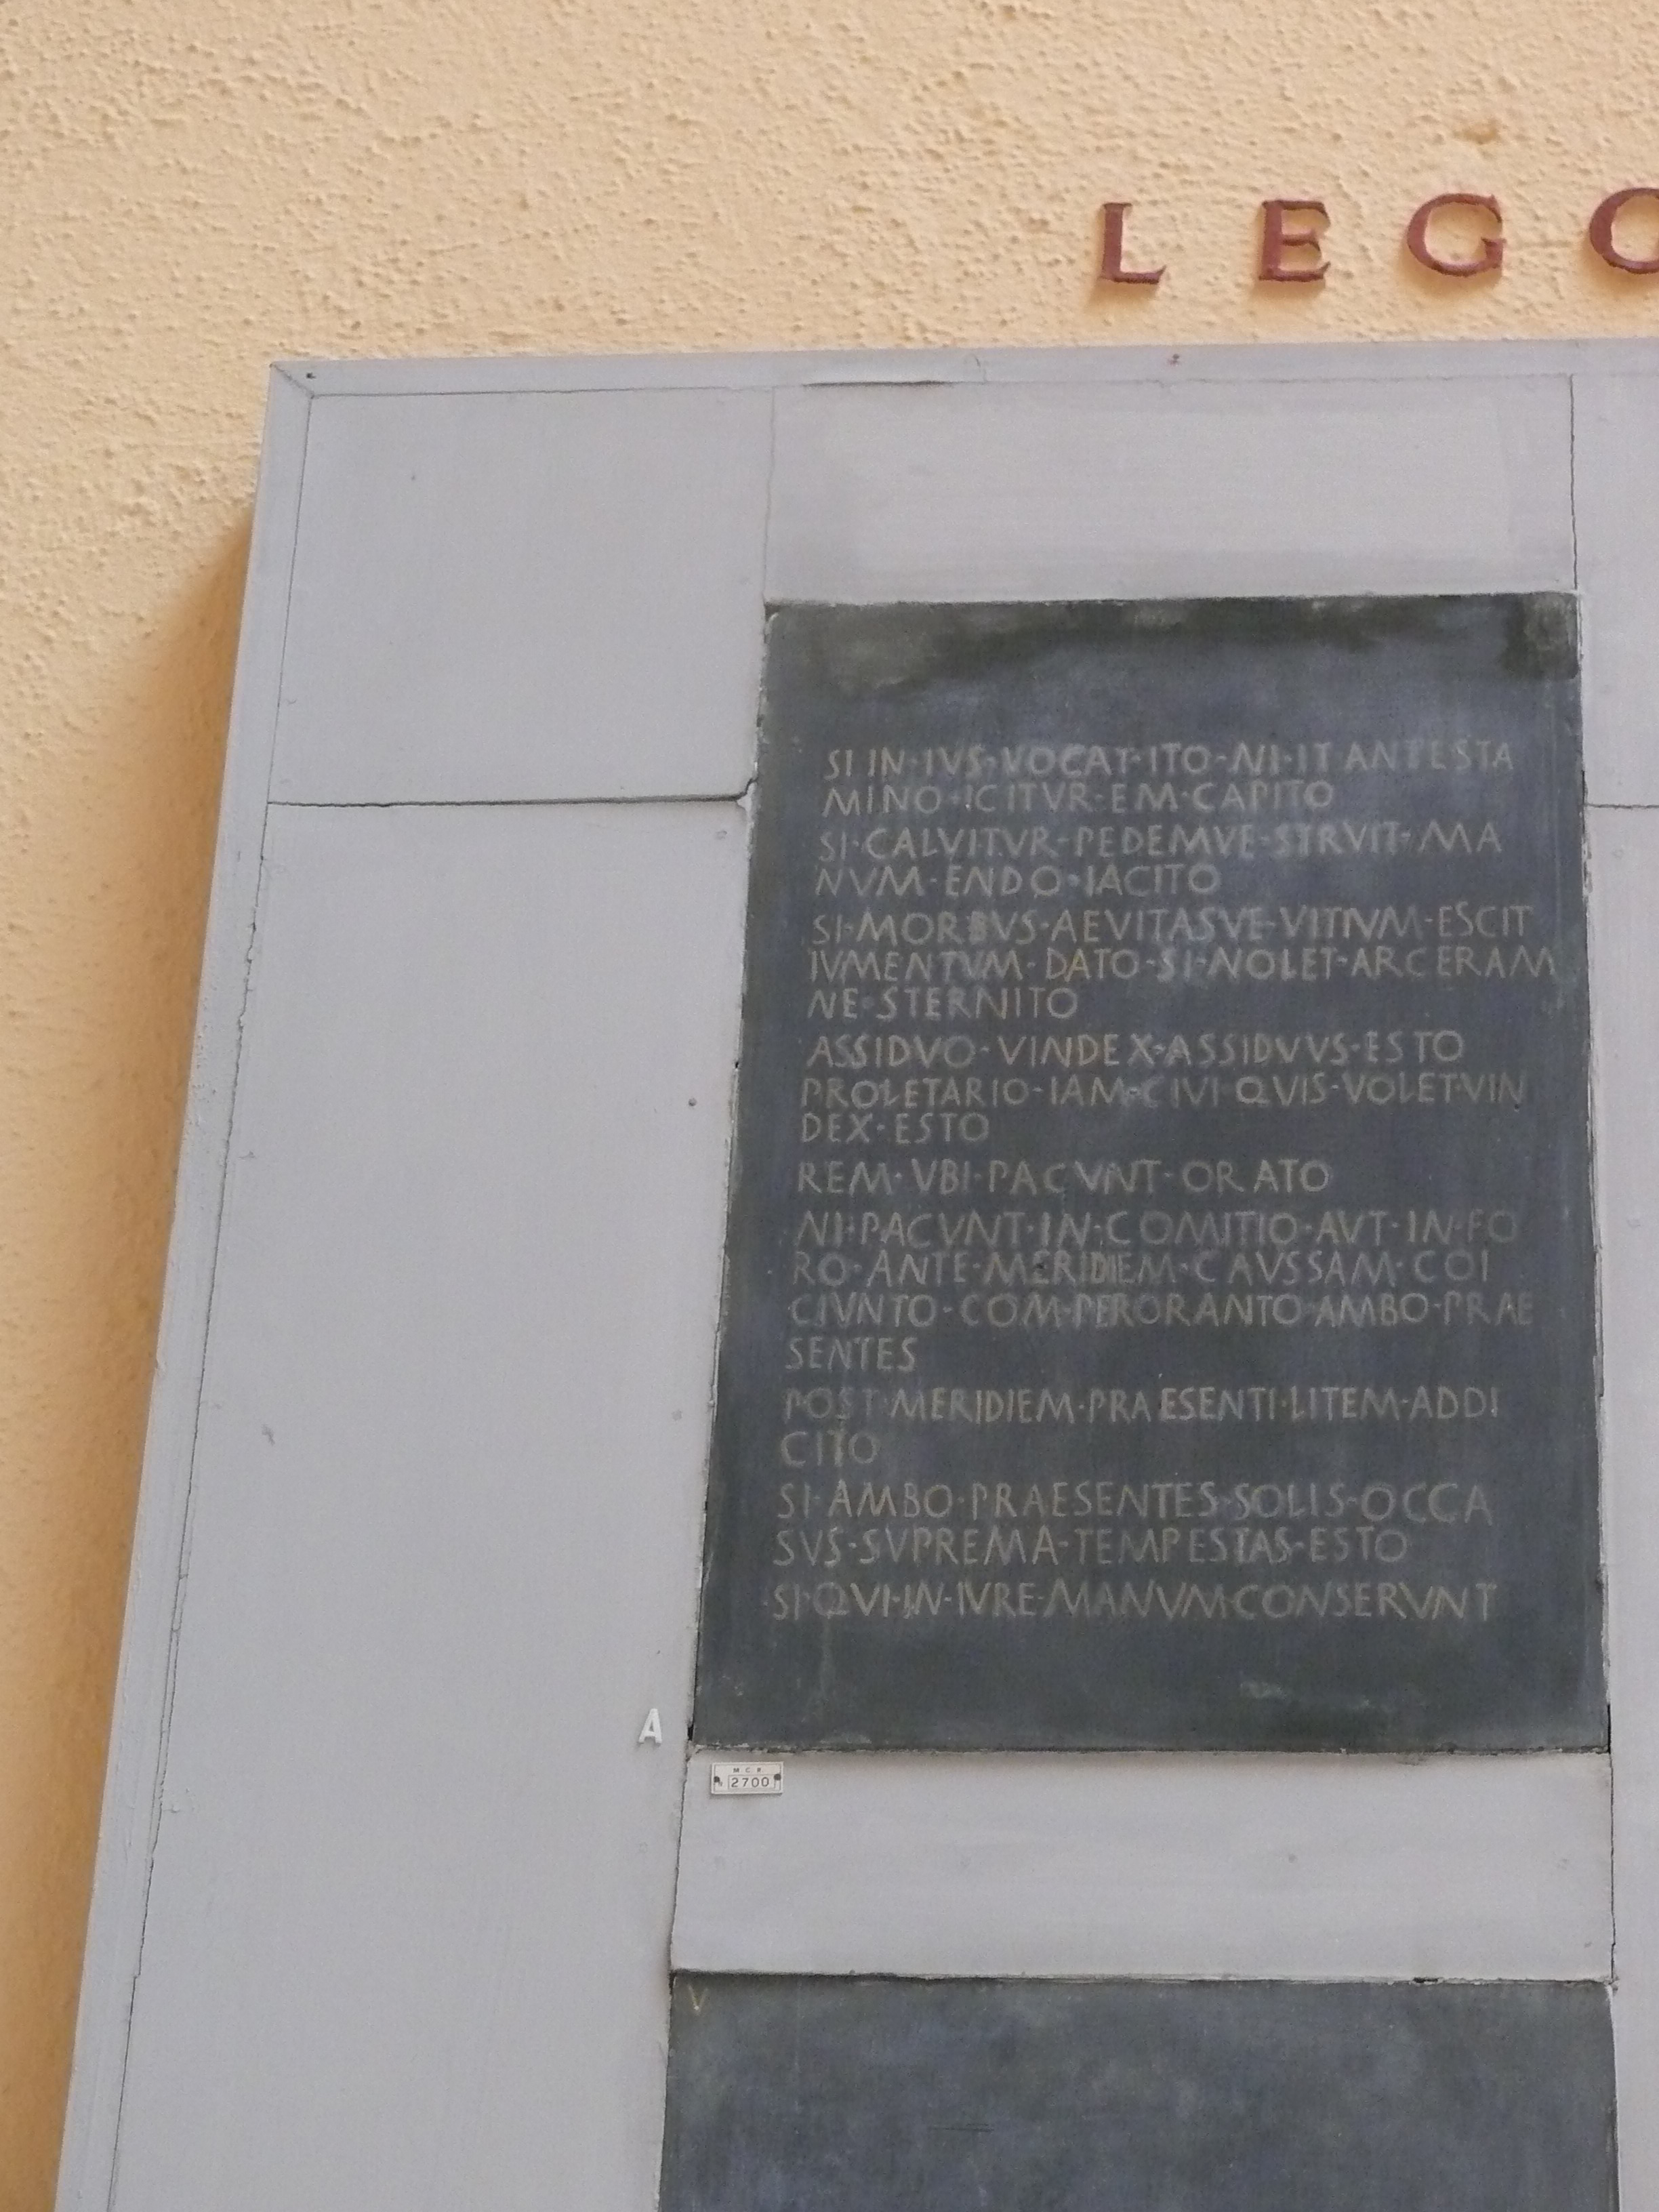 LEGO
SI IN·IVS·VOCAT·ITO·NI·IT ANTESTA
MINO·ICITVR·EM·CAPITO
SI·CALVITVR·PEDEMVE·STRVIT·MA
NVM·ENDO·IACITO
SI·MORBVS·AEVITASVE·VITIVM·ESCIT
IVMENTVM·DATO·SI·NOLET·ARCERAM
NE·STERNITO
ASSIDVO·VINDEX·ASSIDVVS·ESTO
PROLETARIO·IAM·CIVI·QVIS·VOLET·VIN
DEX·ESTO
REM·VBI·PACVNT·ORATO
NI·PACVNT·IN·COMITIO·AVT·IN·FO
RO·ANTE·MERIDIEM·CAVSSAM·COI
CIVNTO·COM·PERORANTO·AMBO·PRAE
SENTES
POST MERIDIEM·PRAESENTI·LITEM·ADDI
CITO
SI·AMBO·PRAESENTES·SOLIS·OCCA
SVS·SVPREMA·TEMPESTAS·ESTO
SI·QVI·IN·IVRE·MANVM·CONSERVNT
A
M.C.R.
2700
V